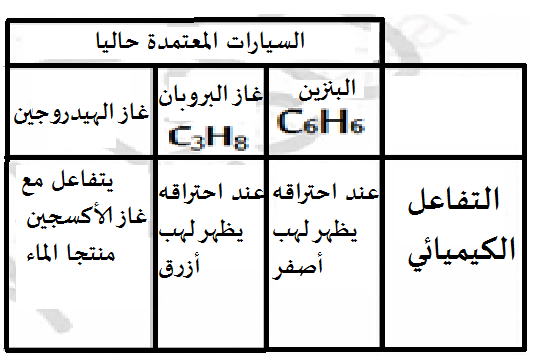 السيارات المعتمدة حاليا
البنزين
C₆H₆
غاز البروبان
C₃H₈
غاز الهيدروجين
التفاعل
الكيميائي
عند احتراقه
يظهر لهب
أصفر
عند احتراقه
يظهر لهب
أزرق
يتفاعل مع
غاز الأكسجين
منتجا الماء